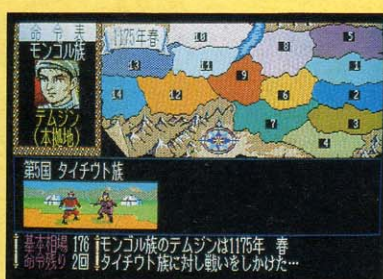 命令表
モンゴル族
テムジン
(本拠地)
1175年春
10
8
5
13
11
1
9
14
12
6
2
7
3
4
第5国 タイチウト族
基本相場 176
命令残り 2回
モンゴル族のテムジンは1175年 春
タイチウト族に対し戦いをしかけた…